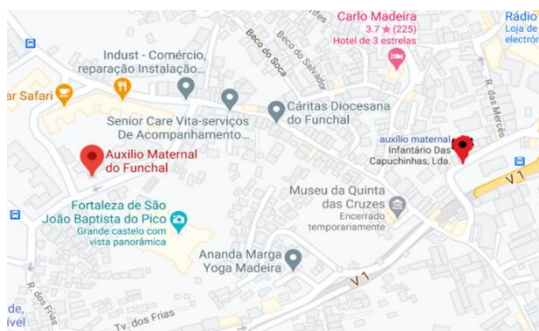 Carlo Madeira
3.7 ★ (225)
Hotel de 3 estrelas
Rádio
Loja de
electrón
Indust - Comércio,
reparação Instalação...
Beco do Soca
Beco do Salvador
R. das Mercês
ar Safari
Senior Care Vita-serviços
De Acompanhamento...
Cáritas Diocesana
do Funchal
auxílio maternal
Infantário Das
Capuchinhas, Lda.
Auxílio Maternal
do Funchal
V 1
Museu da Quinta
das Cruzes
Encerrado
temporariamente
Fortaleza de São
João Baptista do Pico
Grande castelo com
vista panorâmica
Ananda Marga
Yoga Madeira
V 1
R. dos Frias
de,
ível
Tv. dos Frias